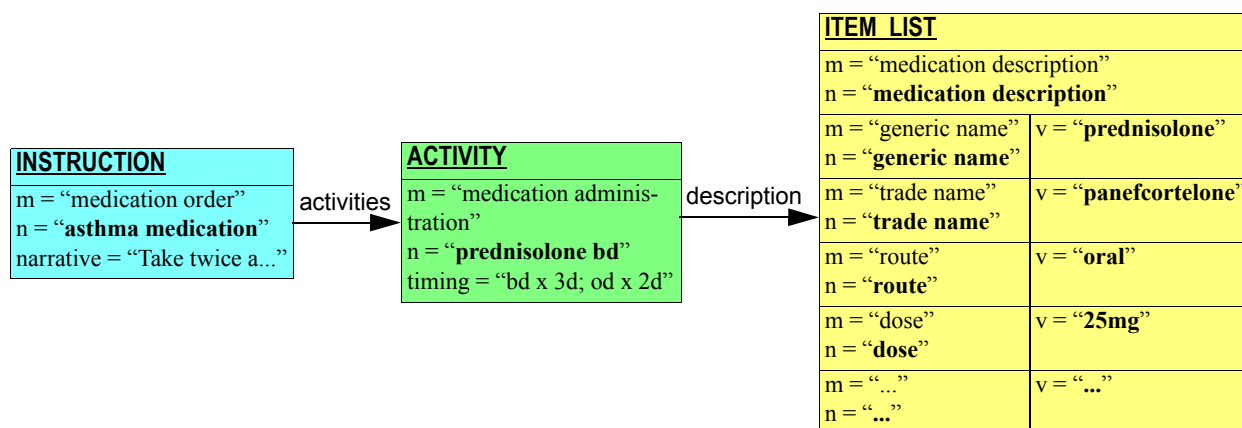 INSTRUCTION
m = “medication order”
n = “asthma medication”
narrative = “Take twice a...”
activities
ACTIVITY
m = “medication adminis-
tration”
n = “prednisolone bd”
timing = “bd x 3d; od x 2d”
description
ITEM_LIST
m = “medication description”
n = “medication description”
m = “generic name”
n = “generic name”
v = “prednisolone”
m = “trade name”
n = “trade name”
v = “panefcortelone”
m = “route”
n = “route”
v = “oral”
m = “dose”
n = “dose”
v = “25mg”
m = “...”
n = “...”
v = “...”